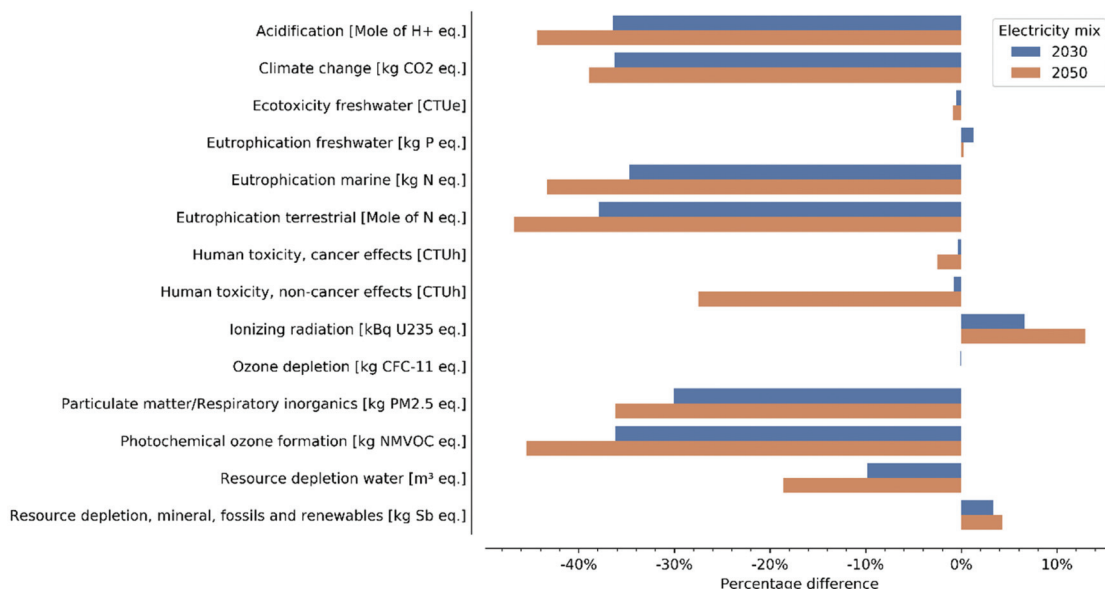 Acidification [Mole of H+ eq.]
Climate change [kg CO2 eq.]
Ecotoxicity freshwater [CTUe]
Eutrophication freshwater [kg P eq.]
Eutrophication marine [kg N eq.]
Eutrophication terrestrial [Mole of N eq.]
Human toxicity, cancer effects [CTUh]
Human toxicity, non-cancer effects [CTUh]
Ionizing radiation [kBq U235 eq.]
Ozone depletion [kg CFC-11 eq.]
Particulate matter/Respiratory inorganics [kg PM2.5 eq.]
Photochemical ozone formation [kg NMVOC eq.]
Resource depletion water [m³ eq.]
Resource depletion, mineral, fossils and renewables [kg Sb eq.]
Electricity mix
2030
2050
-40% -30% -20% -10% 0% 10%
Percentage difference